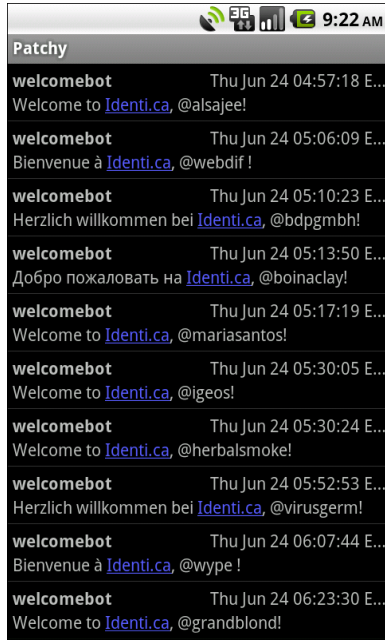 3G 9:22 AM
Patchy
welcomebot Thu Jun 24 04:57:18 E...
Welcome to Identi.ca, @alsajee!
welcomebot Thu Jun 24 05:06:09 E...
Bienvenue à Identi.ca, @webdif !
welcomebot Thu Jun 24 05:10:23 E...
Herzlich willkommen bei Identi.ca, @bdpgmbh!
welcomebot Thu Jun 24 05:13:50 E...
Добро пожаловать на Identi.ca, @boinaclay!
welcomebot Thu Jun 24 05:17:19 E...
Welcome to Identi.ca, @mariasantos!
welcomebot Thu Jun 24 05:30:05 E...
Welcome to Identi.ca, @igeos!
welcomebot Thu Jun 24 05:30:24 E...
Welcome to Identi.ca, @herbalsmoke!
welcomebot Thu Jun 24 05:52:53 E...
Herzlich willkommen bei Identi.ca, @virusgerm!
welcomebot Thu Jun 24 06:07:44 E...
Bienvenue à Identi.ca, @wype !
welcomebot Thu Jun 24 06:23:30 E...
Welcome to Identi.ca, @grandblond!